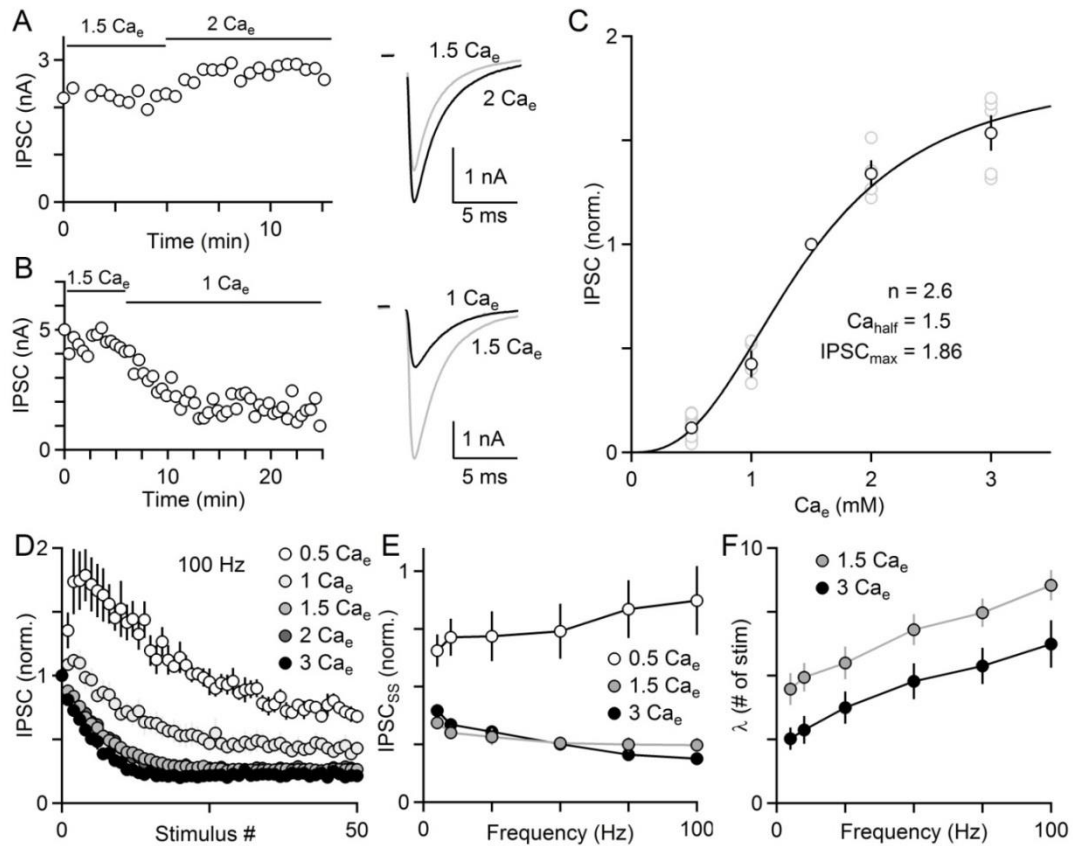 A
1.5 Caₑ
2 Caₑ
3
IPSC (nA)
0
0
10
Time (min)
1.5 Caₑ
2 Caₑ
1 nA
5 ms
B
1.5 Caₑ
1 Caₑ
5
IPSC (nA)
0
0
10
20
Time (min)
1 Caₑ
1.5 Caₑ
1 nA
5 ms
C
IPSC (norm.)
2
1
0
n = 2.6
Ca_half = 1.5
IPSC_max = 1.86
0
1
2
3
Caₑ (mM)
D
2
100 Hz
0.5 Caₑ
1 Caₑ
1.5 Caₑ
2 Caₑ
3 Caₑ
IPSC (norm.)
1
0
0
50
Stimulus #
E
1
IPSC_SS (norm.)
0.5 Caₑ
1.5 Caₑ
3 Caₑ
0
0
100
Frequency (Hz)
F
10
1.5 Caₑ
3 Caₑ
λ (# of stim)
0
0
100
Frequency (Hz)